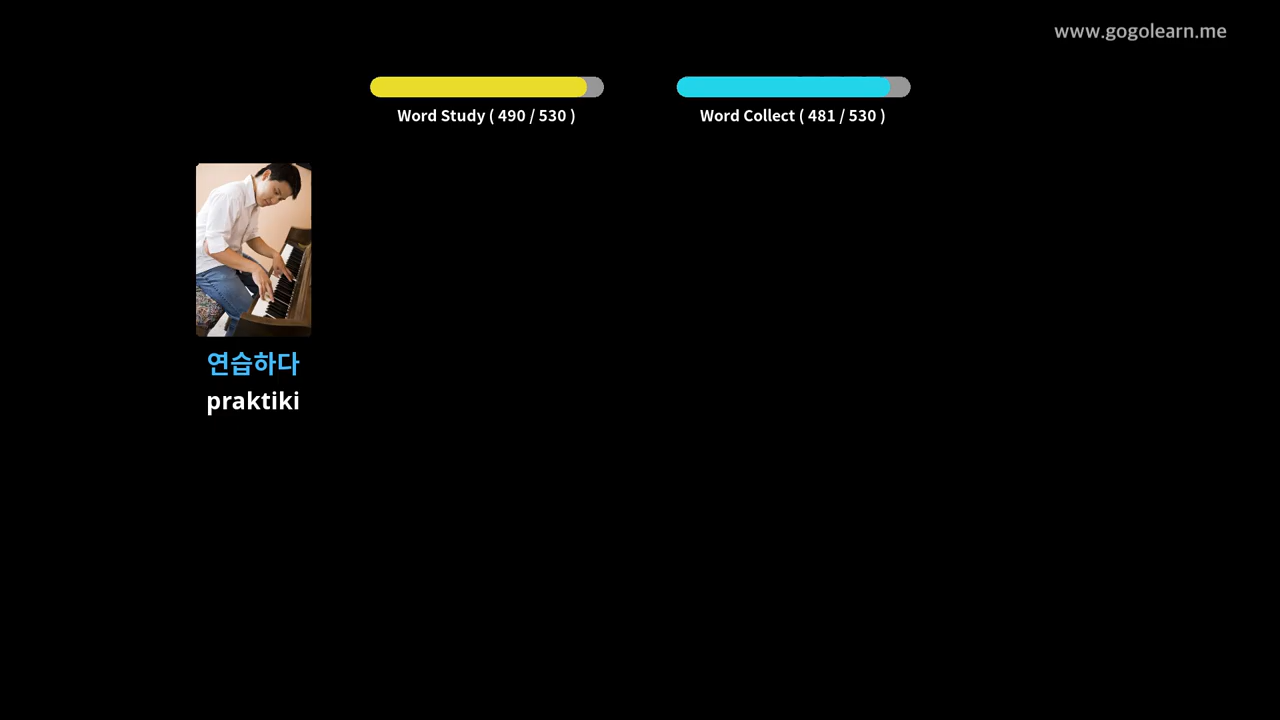 www.gogolearn.me
Word Study ( 490 / 530 )
Word Collect ( 481 / 530 )
연습하다
praktiki